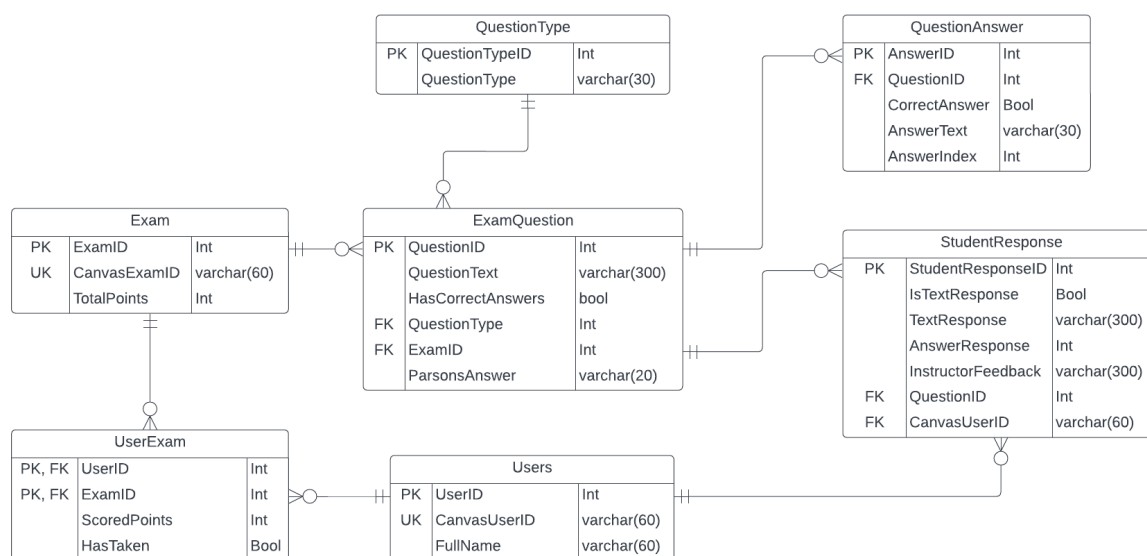 QuestionType
PK QuestionTypeID Int
QuestionType varchar(30)
QuestionAnswer
PK AnswerID Int
FK QuestionID Int
CorrectAnswer Bool
AnswerText varchar(30)
AnswerIndex Int
Exam
PK ExamID Int
UK CanvasExamID varchar(60)
TotalPoints Int
ExamQuestion
PK QuestionID Int
QuestionText varchar(300)
HasCorrectAnswers bool
FK QuestionType Int
FK ExamID Int
ParsonsAnswer varchar(20)
StudentResponse
PK StudentResponseID Int
IsTextResponse Bool
TextResponse varchar(300)
AnswerResponse Int
InstructorFeedback varchar(300)
FK QuestionID Int
FK CanvasUserID varchar(60)
UserExam
PK, FK UserID Int
PK, FK ExamID Int
ScoredPoints Int
HasTaken Bool
Users
PK UserID Int
UK CanvasUserID varchar(60)
FullName varchar(60)